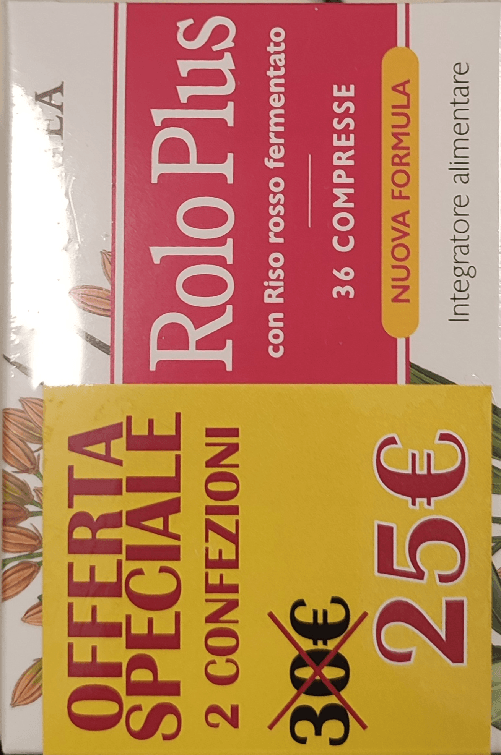 Rolo Plus
con Riso rosso fermentato
36 COMPRESSE
NUOVA FORMULA
Integratore alimentare
OFFERTA
SPECIALE
2 CONFEZIONI
30€
25€